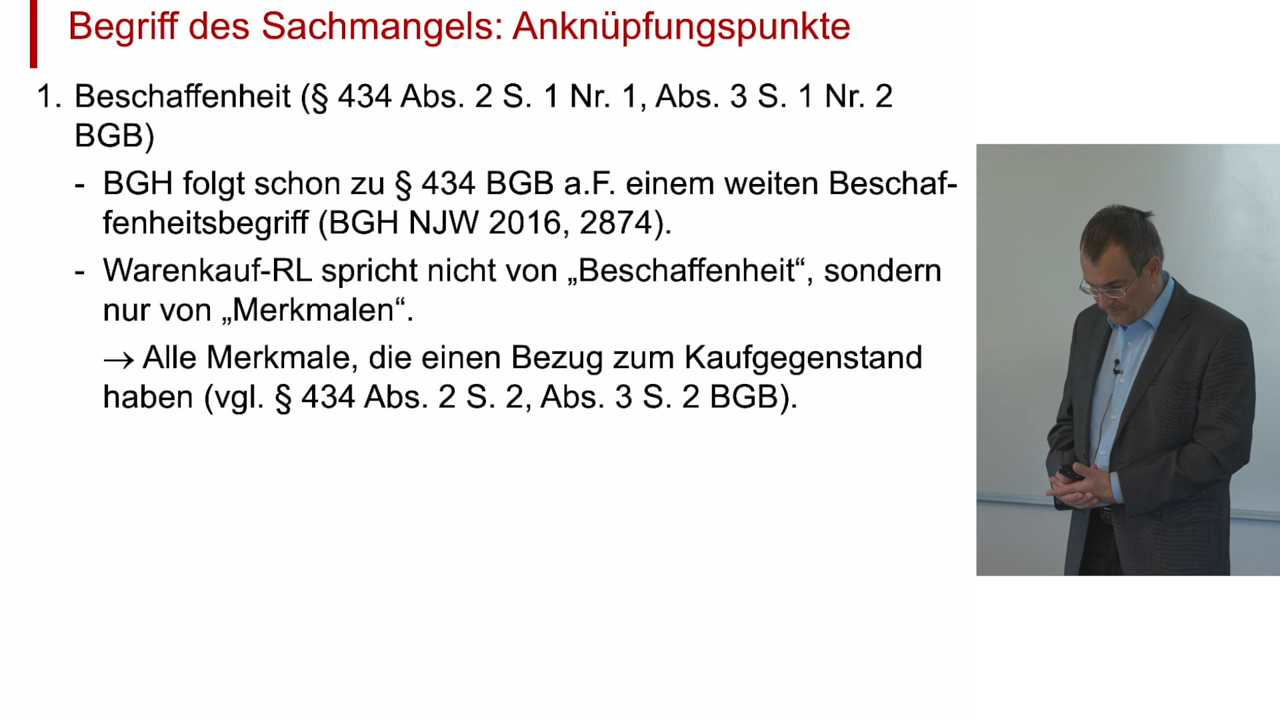 Begriff des Sachmangels: Anknüpfungspunkte
1. Beschaffenheit (§ 434 Abs. 2 S. 1 Nr. 1, Abs. 3 S. 1 Nr. 2
BGB)
- BGH folgt schon zu § 434 BGB a.F. einem weiten Beschaf-
fenheitsbegriff (BGH NJW 2016, 2874).
- Warenkauf-RL spricht nicht von „Beschaffenheit“, sondern
nur von „Merkmalen“.
→ Alle Merkmale, die einen Bezug zum Kaufgegenstand
haben (vgl. § 434 Abs. 2 S. 2, Abs. 3 S. 2 BGB).